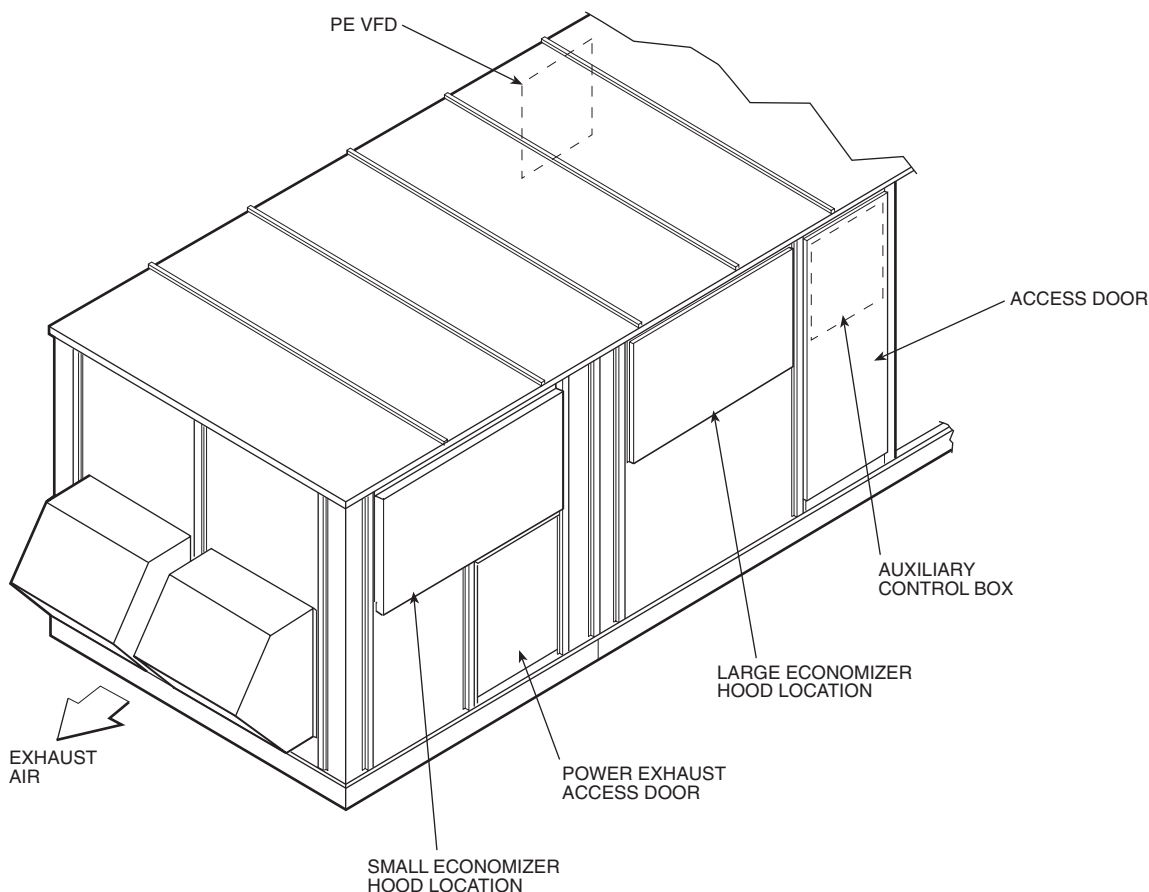 PE VFD
ACCESS DOOR
AUXILIARY
CONTROL BOX
LARGE ECONOMIZER
HOOD LOCATION
EXHAUST
AIR
POWER EXHAUST
ACCESS DOOR
SMALL ECONOMIZER
HOOD LOCATION